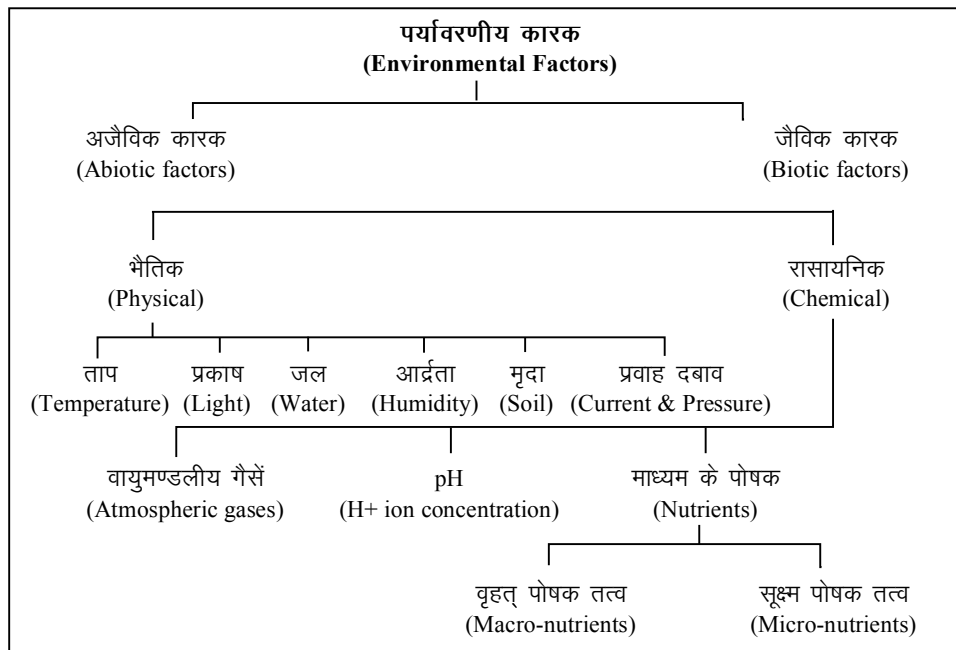 पर्यावरणीय कारक
(Environmental Factors)
अजैविक कारक
(Abiotic factors)
जैविक कारक
(Biotic factors)
भैतिक
(Physical)
रासायनिक
(Chemical)
ताप
(Temperature)
प्रकाष
(Light)
जल
(Water)
आर्द्रता
(Humidity)
मृदा
(Soil)
प्रवाह दबाव
(Current & Pressure)
वायुमण्डलीय गैसें
(Atmospheric gases)
pH
(H+ ion concentration)
माध्यम के पोषक
(Nutrients)
वृहत् पोषक तत्व
(Macro-nutrients)
सूक्ष्म पोषक तत्व
(Micro-nutrients)